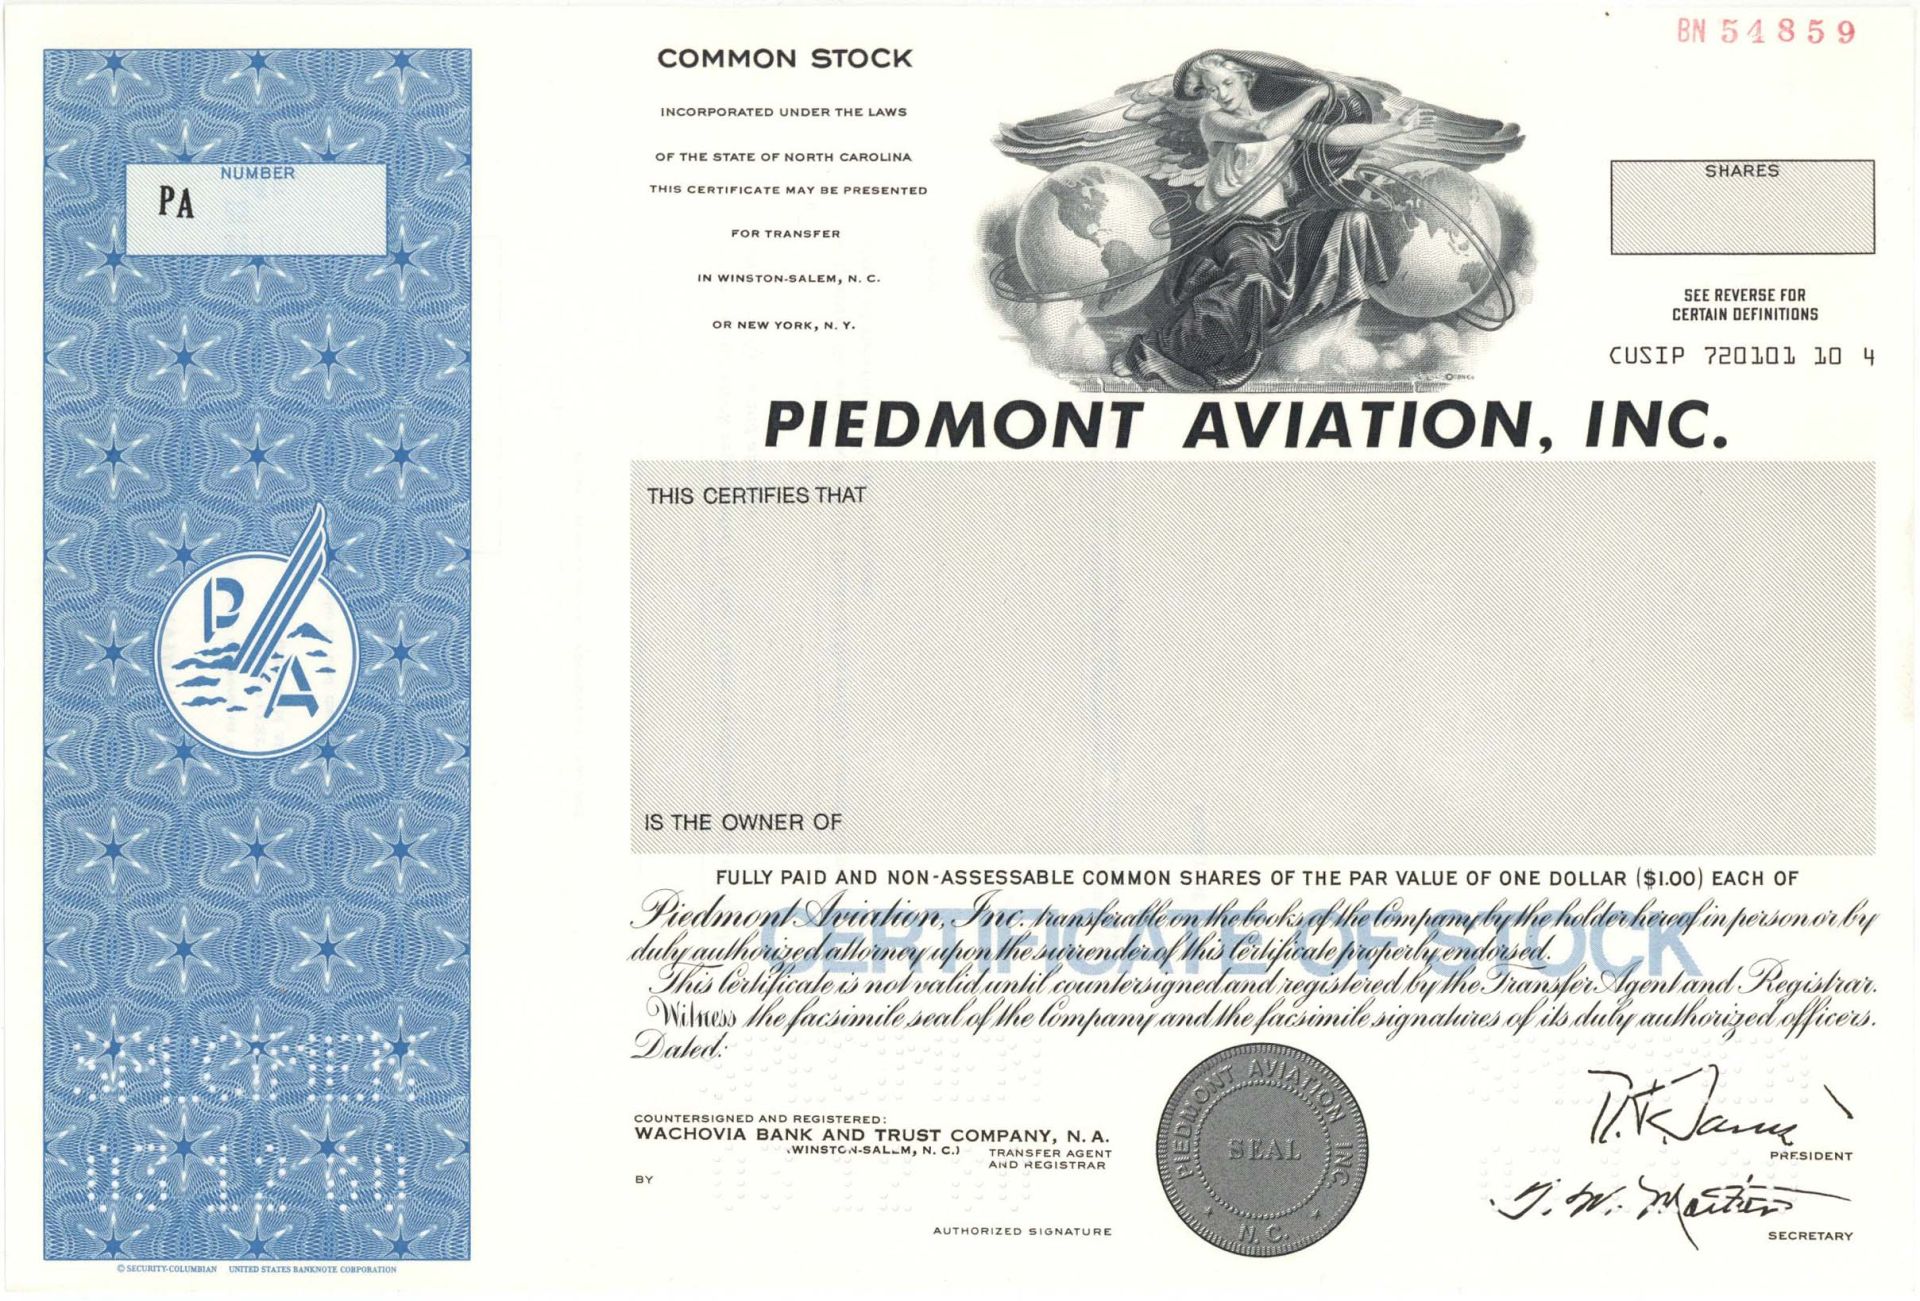 BN 54859
COMMON STOCK
INCORPORATED UNDER THE LAWS
OF THE STATE OF NORTH CAROLINA
THIS CERTIFICATE MAY BE PRESENTED
FOR TRANSFER
IN WINSTON-SALEM, N. C.
OR NEW YORK, N. Y.
NUMBER
PA
SHARES
SEE REVERSE FOR
CERTAIN DEFINITIONS
CUSIP 720101 10 4
PIEDMONT AVIATION, INC.
THIS CERTIFIES THAT
IS THE OWNER OF
P A
FULLY PAID AND NON-ASSESSABLE COMMON SHARES OF THE PAR VALUE OF ONE DOLLAR ($1.00) EACH OF
Piedmont Aviation, Inc. transferable on the books of the Company by the holder hereof in person or by
duly authorized attorney upon the surrender of this Certificate properly endorsed.
CERTIFICATE OF STOCK
This Certificate is not valid until countersigned and registered by the Transfer Agent and Registrar.
Witness the facsimile seal of the Company and the facsimile signatures of its duly authorized officers.
Dated:
COUNTERSIGNED AND REGISTERED:
WACHOVIA BANK AND TRUST COMPANY, N. A.
(WINSTON-SALEM, N. C.) TRANSFER AGENT
AND REGISTRAR
BY
AUTHORIZED SIGNATURE
PIEDMONT AVIATION INC
SEAL
N. C.
PRESIDENT
SECRETARY
© SECURITY-COLUMBIAN UNITED STATES BANKNOTE CORPORATION